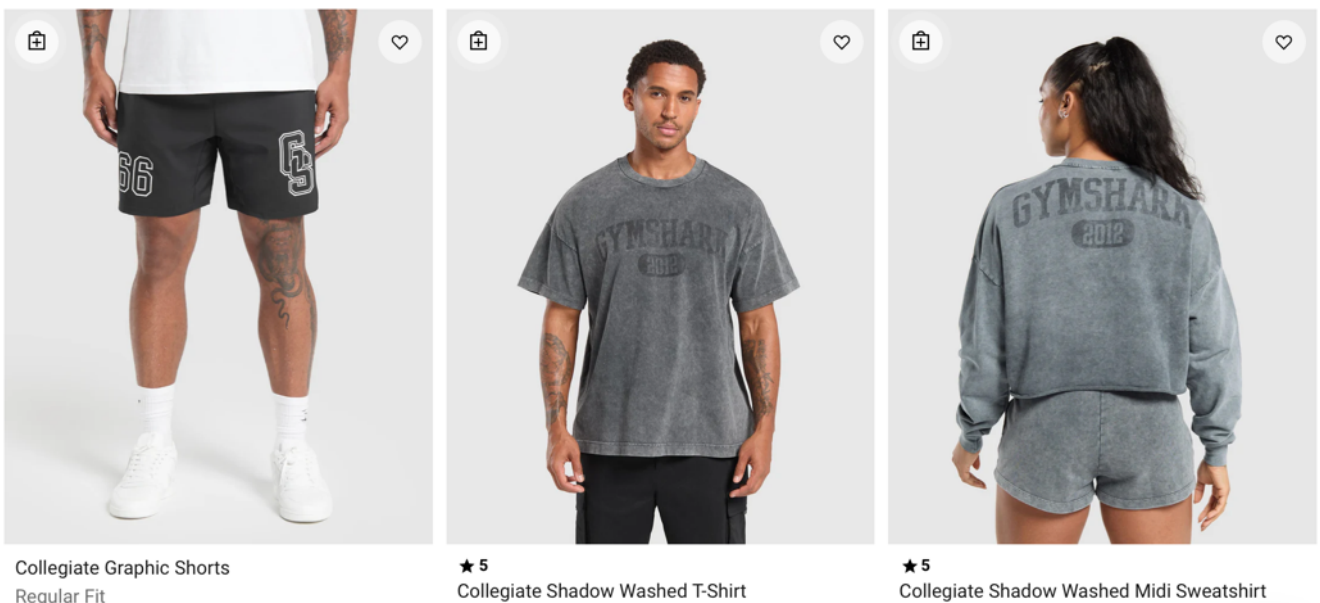 66
GS
Collegiate Graphic Shorts
Regular Fit
GYMSHARK
2012
5
Collegiate Shadow Washed T-Shirt
GYMSHARK
2012
5
Collegiate Shadow Washed Midi Sweatshirt